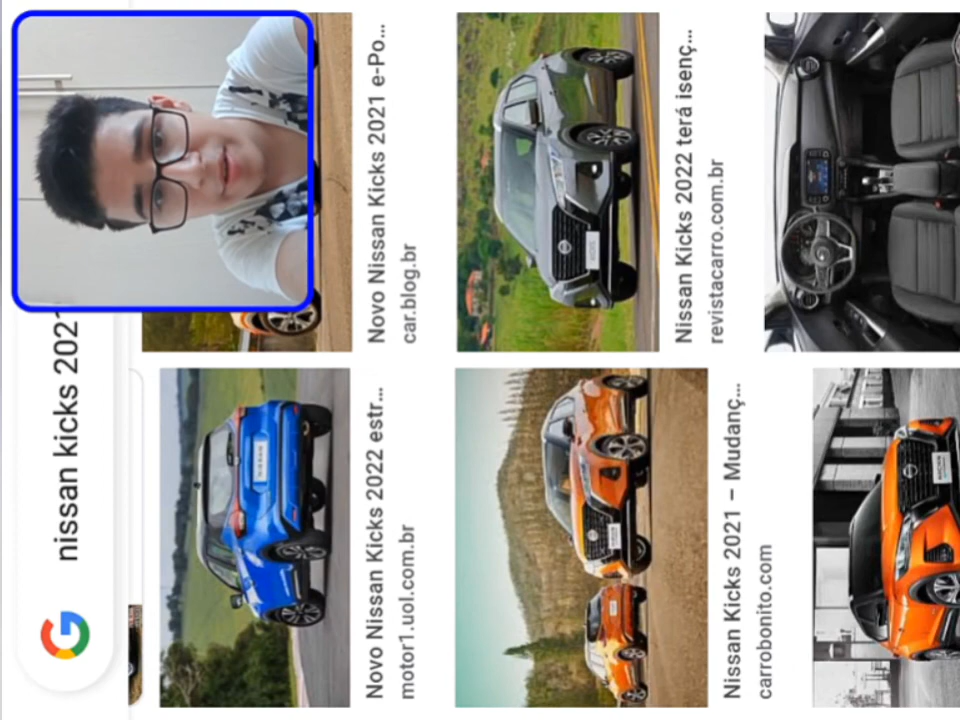 nissan kicks 202
Novo Nissan Kicks 2022 estr...
motor1.uol.com.br
Novo Nissan Kicks 2021 e-Po...
car.blog.br
Nissan Kicks 2021 – Mudanç...
carrobonito.com
Nissan Kicks 2022 terá isenç...
revistacarro.com.br